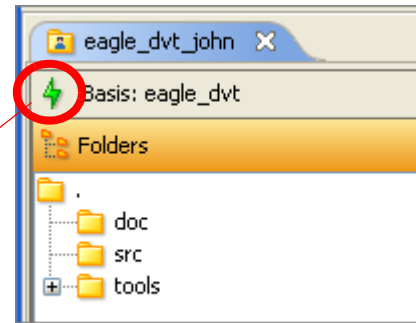 eagle_dvt_john
Basis: eagle_dvt
Folders
.
doc
src
tools